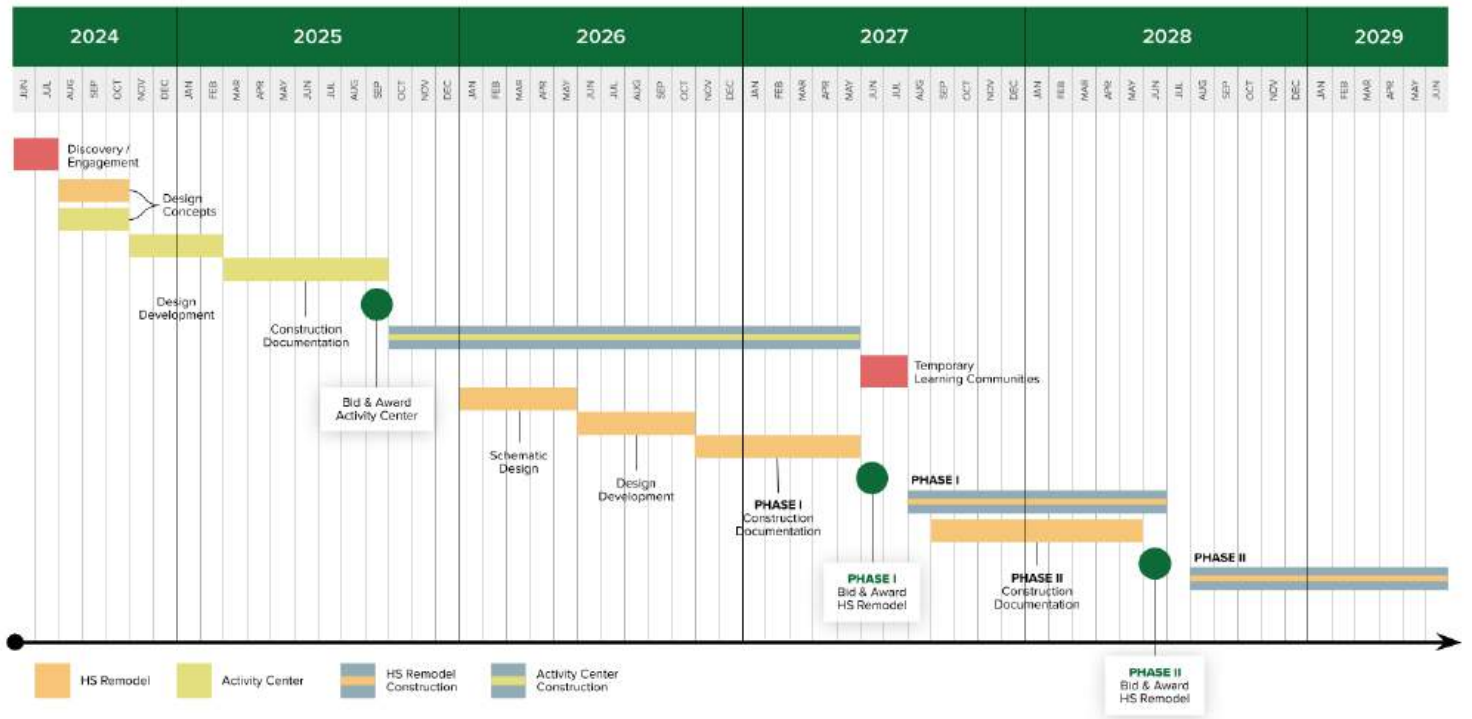 2024 2025 2026 2027 2028 2029
JUN JUL AUG SEP OCT NOV DEC JAN FEB MAR APR MAY JUN JUL AUG SEP OCT NOV DEC JAN FEB MAR APR MAY JUN JUL AUG SEP OCT NOV DEC JAN FEB MAR APR MAY JUN JUL AUG SEP OCT NOV DEC JAN FEB MAR APR MAY JUN JUL AUG SEP OCT NOV DEC JAN FEB MAR APR MAY JUN
Discovery /
Engagement
Design
Concepts
Design
Development
Construction
Documentation
Bid & Award
Activity Center
Temporary
Learning Communities
Schematic
Design
Design
Development
PHASE I
Construction
Documentation
PHASE I
PHASE I
Bid & Award
HS Remodel
PHASE II
Construction
Documentation
PHASE II
PHASE II
Bid & Award
HS Remodel
HS Remodel
Activity Center
HS Remodel
Construction
Activity Center
Construction